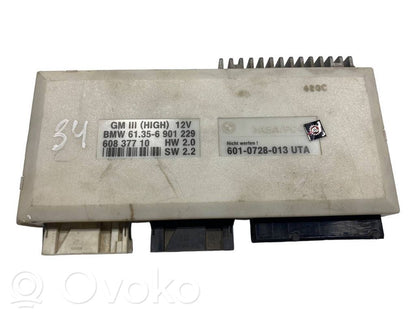 34
GM III (HIGH) 12V
BMW 61.35-6 901 229
608 377 10 HW 2.0
SW 2.2
Nicht werfen !
601-0728-013 UTA
Ovoko